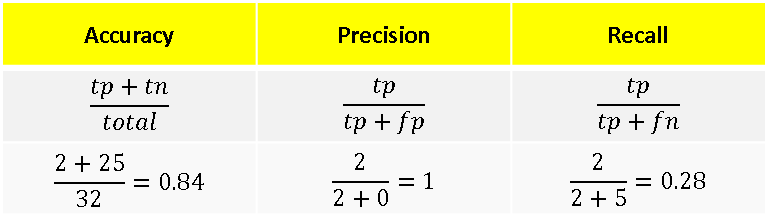 Accuracy Precision Recall
(tp + tn)/total tp/(tp + fp) tp/(tp + fn)
(2 + 25)/32 = 0.84 2/(2 + 0) = 1 2/(2 + 5) = 0.28